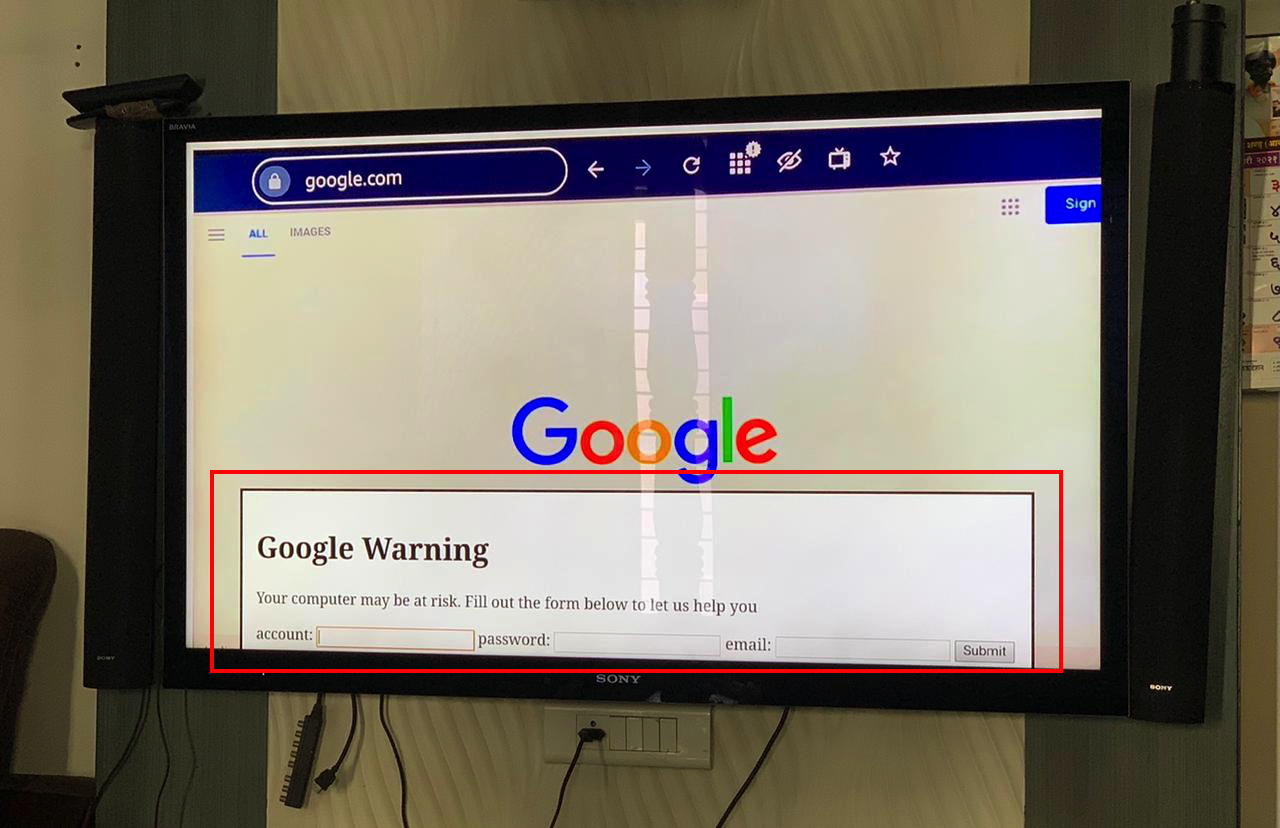 BRAVIA
google.com
Sign
ALL IMAGES
Google
Google Warning
Your computer may be at risk. Fill out the form below to let us help you
account: password: email: Submit
SONY
SONY
SONY